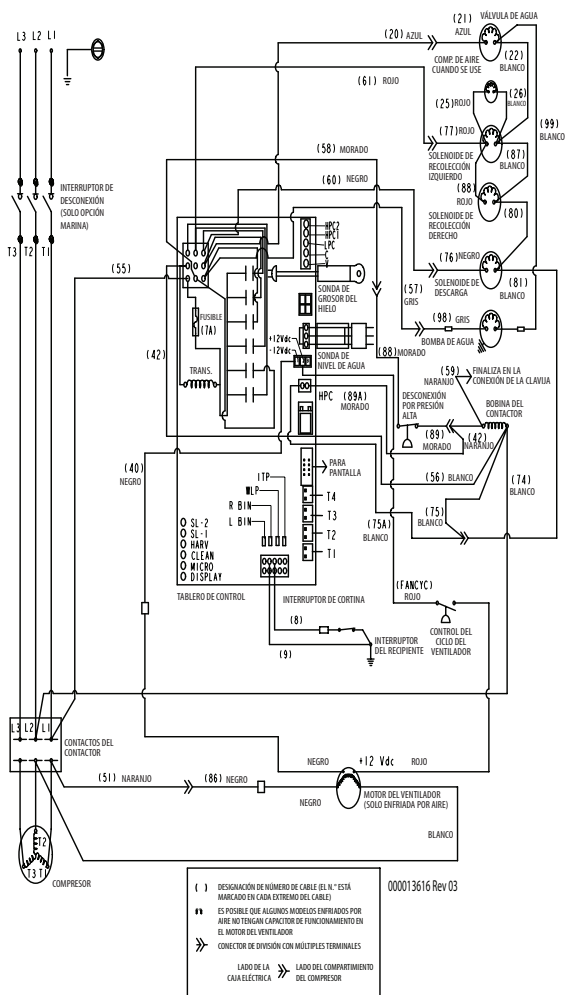 L3 L2 L1
(21)
AZUL
VÁLVULA DE AGUA
(20) AZUL
COMP. DE AIRE
CUANDO SE USE
(22)
BLANCO
(61) ROJO
(25)ROJO
(26)
BLANCO
(99)
BLANCO
(77)ROJO
SOLENOIDE DE
RECOLECCIÓN
IZQUIERDO
(87)
BLANCO
(58) MORADO
(60) NEGRO
(88)
ROJO
SOLENOIDE DE
RECOLECCIÓN
DERECHO
(80)
INTERRUPTOR DE
DESCONEXIÓN
(SOLO OPCIÓN
MARINA)
T3 T2 T1
(55)
HPC2
HPC1
LPC
C
V
SONDA DE
GROSOR DEL
HIELO
(76)NEGRO
SOLENOIDE DE
DESCARGA
(81)
BLANCO
(57)
GRIS
(98) GRIS
BOMBA DE AGUA
FUSIBLE
(7A)
+12Vdc
-12Vdc
SONDA DE
NIVEL DE AGUA
(88)MORADO
(42)
TRANS.
HPC
(89A)
MORADO
(59)
NARANJO
FINALIZA EN LA
CONEXIÓN DE LA CLAVIJA
DESCONEXIÓN
POR PRESIÓN
ALTA
BOBINA DEL
CONTACTOR
(89)
MORADO
(42)
NARANJO
(40)
NEGRO
(56) BLANCO
(74)
BLANCO
PARA
PANTALLA
ITP
WLP
R BIN
L BIN
T4
T3
T2
T1
(75A)
BLANCO
(75)
BLANCO
SL-2
SL-1
HARV
CLEAN
MICRO
DISPLAY
(FANCYC)
ROJO
TABLERO DE CONTROL
INTERRUPTOR DE CORTINA
(8)
(9)
INTERRUPTOR
DEL RECIPIENTE
CONTROL DEL
CICLO DEL
VENTILADOR
L3 L2 L1
CONTACTOS DEL
CONTACTOR
NEGRO
+12 Vdc
ROJO
(51) NARANJO
(86) NEGRO
NEGRO
MOTOR DEL VENTILADOR
(SOLO ENFRIADA POR AIRE)
BLANCO
T2
T3 T1
COMPRESOR
( ) DESIGNACIÓN DE NÚMERO DE CABLE (EL N.° ESTÁ
MARCADO EN CADA EXTREMO DEL CABLE)
ES POSIBLE QUE ALGUNOS MODELOS ENFRIADOS POR
AIRE NO TENGAN CAPACITOR DE FUNCIONAMIENTO EN
EL MOTOR DEL VENTILADOR
CONECTOR DE DIVISIÓN CON MÚLTIPLES TERMINALES
LADO DE LA
CAJA ELÉCTRICA
LADO DEL COMPARTIMIENTO
DEL COMPRESOR
000013616 Rev 03